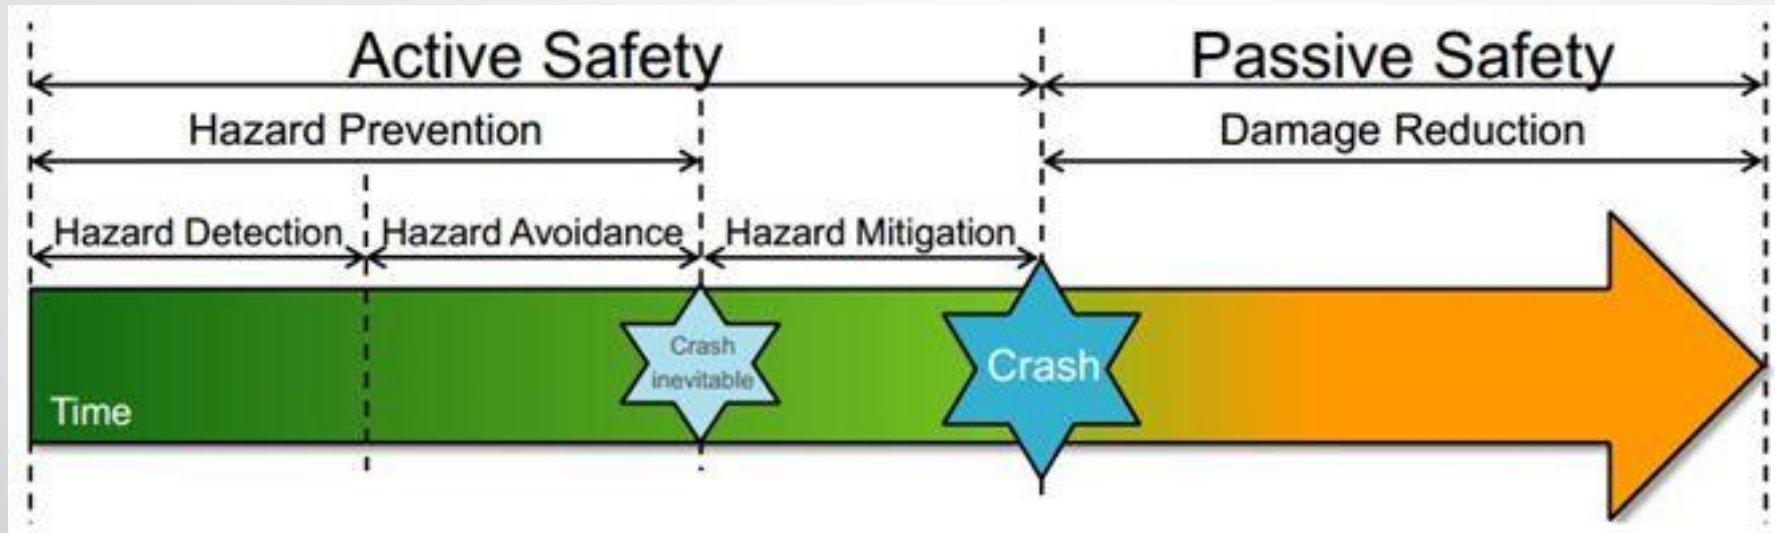 Active Safety
Passive Safety
Hazard Prevention
Damage Reduction
Hazard Detection
Hazard Avoidance
Hazard Mitigation
Crash
inevitable
Crash
Time